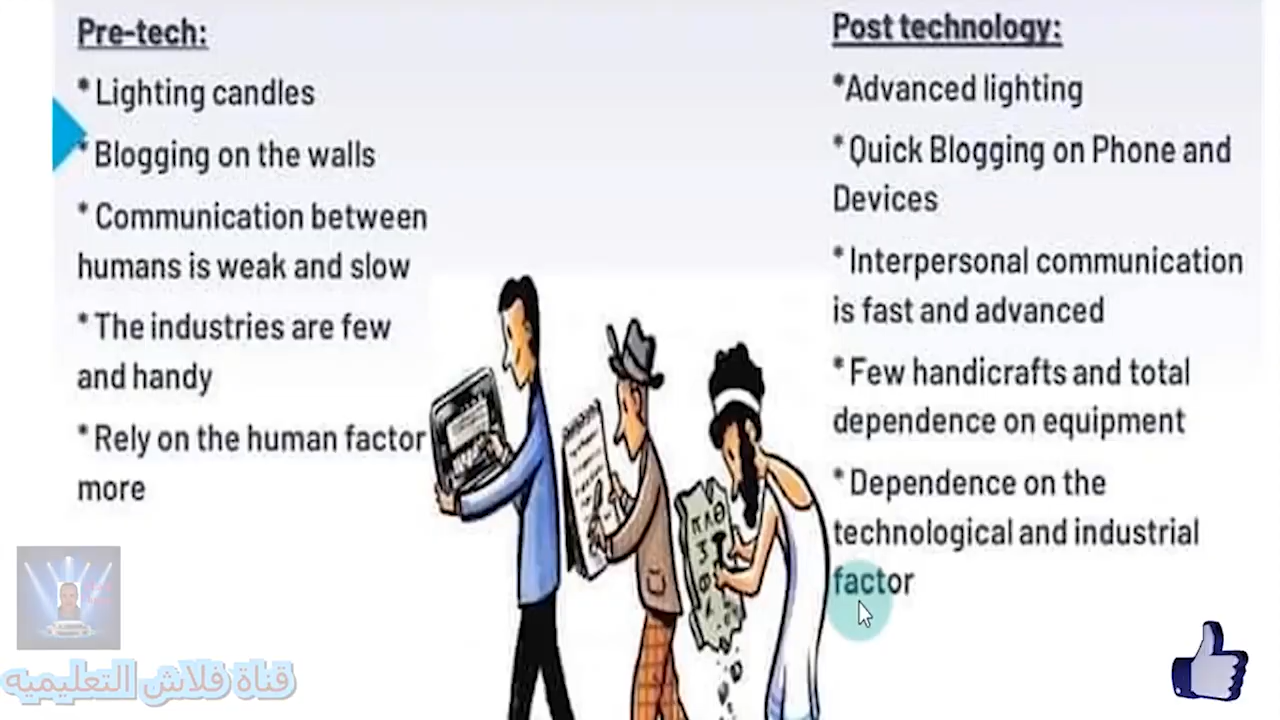 Pre-tech:
* Lighting candles
* Blogging on the walls
* Communication between
humans is weak and slow
* The industries are few
and handy
* Rely on the human factor
more
Post technology:
*Advanced lighting
* Quick Blogging on Phone and
Devices
* Interpersonal communication
is fast and advanced
* Few handicrafts and total
dependence on equipment
* Dependence on the
technological and industrial
factor
قناة فلاش التعليميه